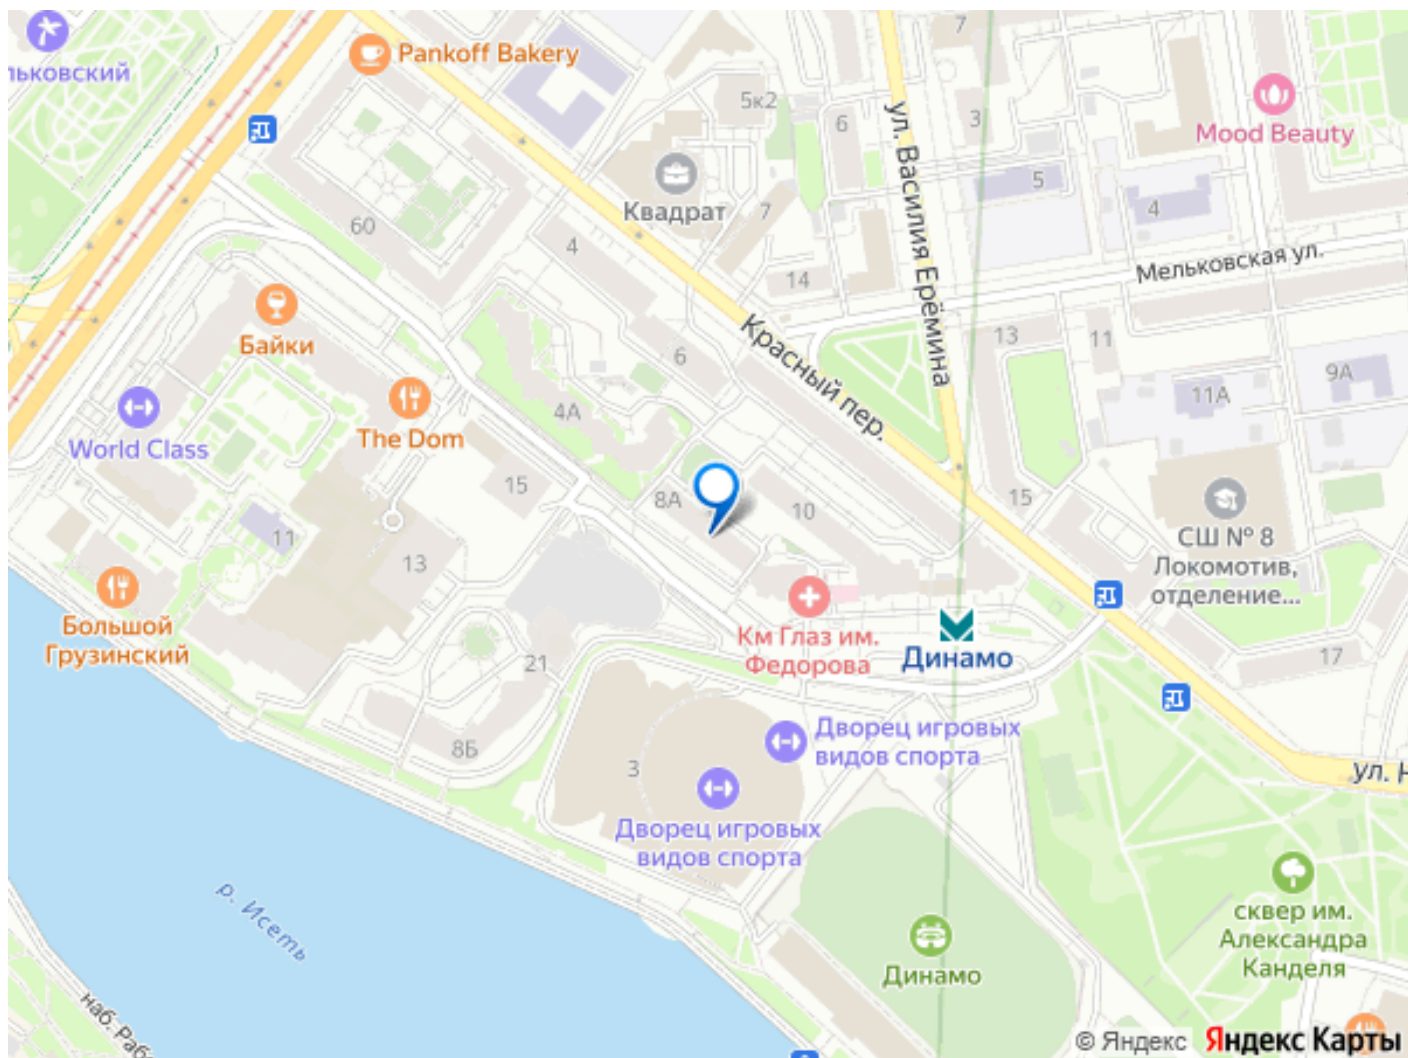 Pankoff Bakery
льковский
5к2
7
6
3
ул. Василия Ерёмина
Mood Beauty
Квадрат
7
5
4
60
4
14
Мельковская ул.
Байки
6
Красный пер.
13
11
9А
11А
4А
The Dom
World Class
15
8А
10
15
11
13
СШ № 8
Локомотив,
отделение...
Большой
Грузинский
Км Глаз им.
Федорова
Динамо
17
21
8Б
Дворец игровых
видов спорта
3
ул. Н
Дворец игровых
видов спорта
р. Исеть
сквер им.
Александра
Канделя
Динамо
наб. Рабо
© Яндекс Яндекс Карты